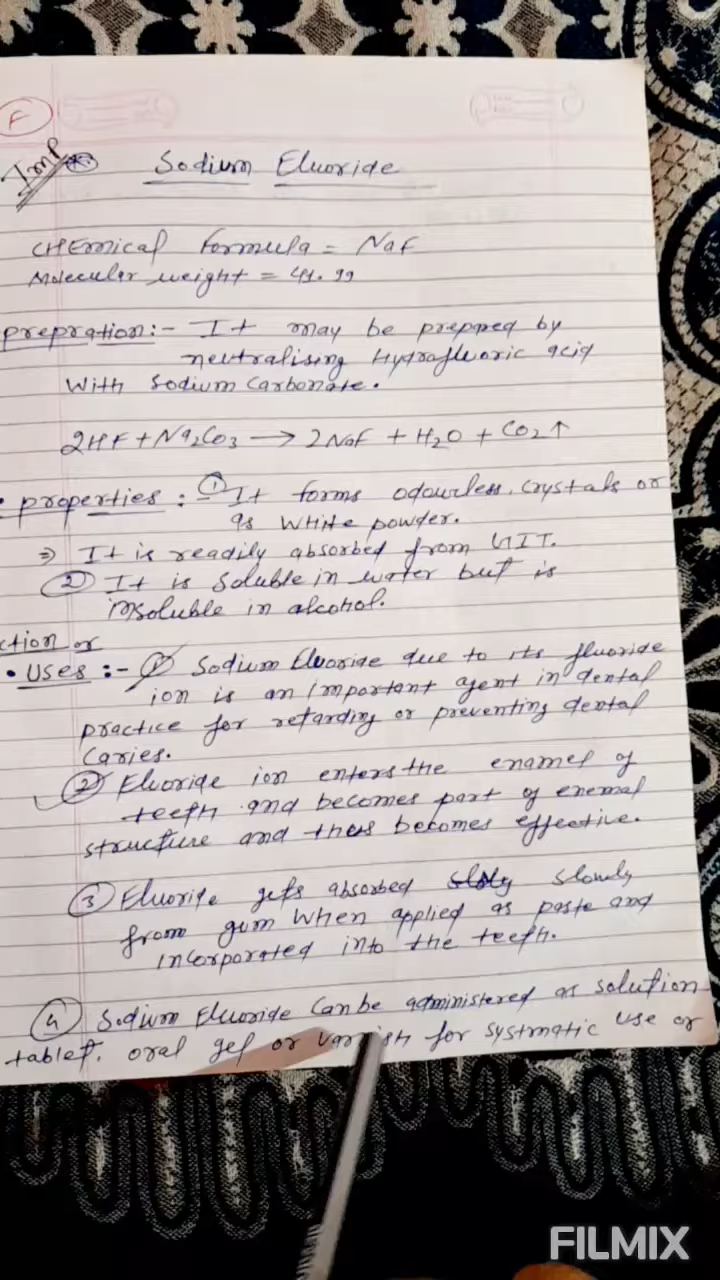 F
Imp
Sodium Fluoride
CHEmical formula = NaF
Molecular weight = 41.99
prepration:- It may be prepared by
neutralising Hydrafluoric acid
With Sodium Carbonate.
2HF + Na2Co3 → 2NaF + H2O + CO2↑
• properties: ① It forms odourless, crystals or
as White powder.
⇒ It is readily absorbed from GIT.
② It is soluble in water but is
insoluble in alcohol.
ction or
• Uses :- ① Sodium Fluoride due to its fluoride
ion is an important agent in dental
practice for retarding or preventing dental
Caries.
② Fluoride ion enters the enamel of
teeth and becomes part of enemal
structure and thus becomes effective.
③ Fluoride gets absorbed slowly
from gum When applied as paste and
incorporated into the teeth.
④ Sodium Fluoride Can be administered as solution
tablet. oral gel or varnish for systmatic use or
FILMIX